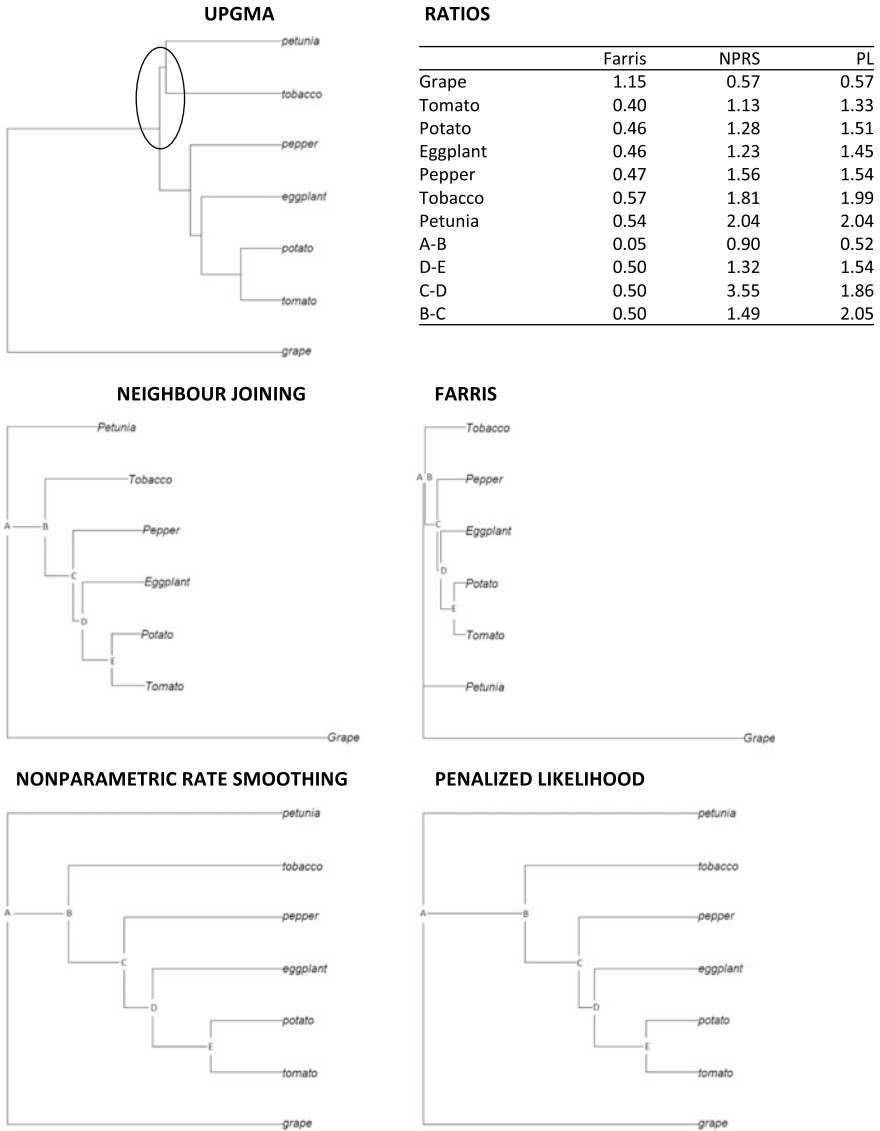 UPGMA
petunia
tobacco
pepper
eggplant
potato
tomato
grape
RATIOS
Farris NPRS PL
Grape 1.15 0.57 0.57
Tomato 0.40 1.13 1.33
Potato 0.46 1.28 1.51
Eggplant 0.46 1.23 1.45
Pepper 0.47 1.56 1.54
Tobacco 0.57 1.81 1.99
Petunia 0.54 2.04 2.04
A-B 0.05 0.90 0.52
D-E 0.50 1.32 1.54
C-D 0.50 3.55 1.86
B-C 0.50 1.49 2.05
NEIGHBOUR JOINING
Petunia
Tobacco
A B
Pepper
C
Eggplant
D
Potato
E
Tomato
Grape
FARRIS
Tobacco
A B Pepper
C
Eggplant
D
Potato
E
Tomato
Petunia
Grape
NONPARAMETRIC RATE SMOOTHING
petunia
tobacco
A B
pepper
C
eggplant
D
potato
E
tomato
grape
PENALIZED LIKELIHOOD
petunia
tobacco
A B
pepper
C
eggplant
D
potato
E
tomato
grape